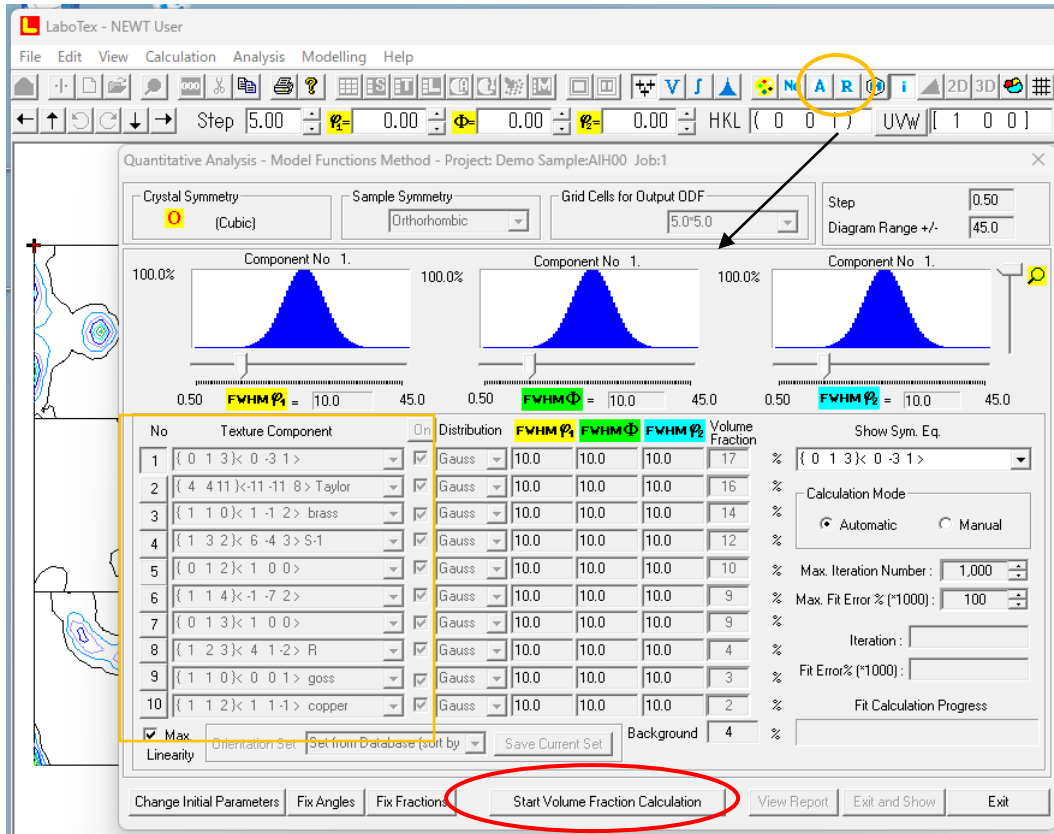 LaboTex - NEWT User
File Edit View Calculation Analysis Modelling Help
A R i 2D 3D
Step 5.00 φ1= 0.00 Φ= 0.00 φ2= 0.00 HKL ( 0 0 1 ) UVW [ 1 0 0 ]
Quantitative Analysis - Model Functions Method - Project: Demo Sample:AlH00 Job:1
Crystal Symmetry Sample Symmetry Grid Cells for Output ODF
O (Cubic) Orthorhombic 5.0*5.0
Step 0.50
Diagram Range +/- 45.0
Component No 1. Component No 1. Component No 1.
100.0% 100.0% 100.0%
0.50 FWHM φ1 = 10.0 45.0 0.50 FWHM Φ = 10.0 45.0 0.50 FWHM φ2 = 10.0 45.0
No Texture Component On Distribution FWHM φ1 FWHM Φ FWHM φ2 Volume Fraction
1 { 0 1 3}< 0 -3 1> Gauss 10.0 10.0 10.0 17 %
2 { 4 4 11 }<-11 -11 8> Taylor Gauss 10.0 10.0 10.0 16 %
3 { 1 1 0}< 1 -1 2> brass Gauss 10.0 10.0 10.0 14 %
4 { 1 3 2}< 6 -4 3> S-1 Gauss 10.0 10.0 10.0 12 %
5 { 0 1 2}< 1 0 0> Gauss 10.0 10.0 10.0 10 %
6 { 1 1 4}< -1 -7 2> Gauss 10.0 10.0 10.0 9 %
7 { 0 1 3}< 1 0 0> Gauss 10.0 10.0 10.0 9 %
8 { 1 2 3}< 4 1 -2> R Gauss 10.0 10.0 10.0 4 %
9 { 1 1 0}< 0 0 1> goss Gauss 10.0 10.0 10.0 3 %
10 { 1 1 2}< 1 1 -1> copper Gauss 10.0 10.0 10.0 2 %
Max. Linearity Orientation Set Set from Database (sort by Save Current Set Background 4 %
Show Sym. Eq.
{ 0 1 3}< 0 -3 1>
Calculation Mode
Automatic Manual
Max. Iteration Number : 1,000
Max. Fit Error % (*1000) : 100
Iteration :
Fit Error% (*1000) :
Fit Calculation Progress
Change Initial Parameters Fix Angles Fix Fractions Start Volume Fraction Calculation View Report Exit and Show Exit